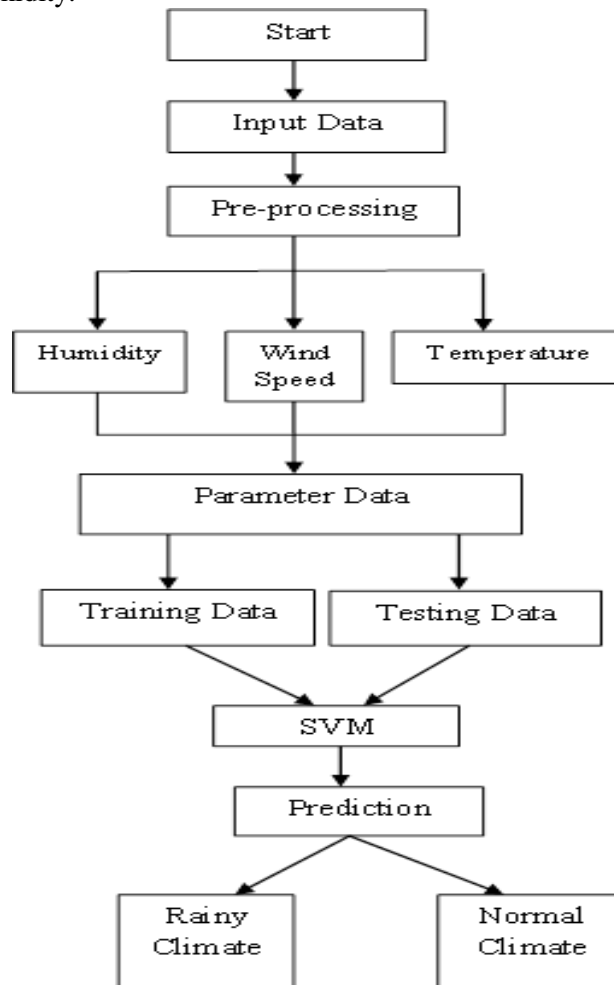 Start
Input Data
Pre-processing
Humidity
Wind
Speed
Temperature
Parameter Data
Training Data
Testing Data
SVM
Prediction
Rainy
Climate
Normal
Climate